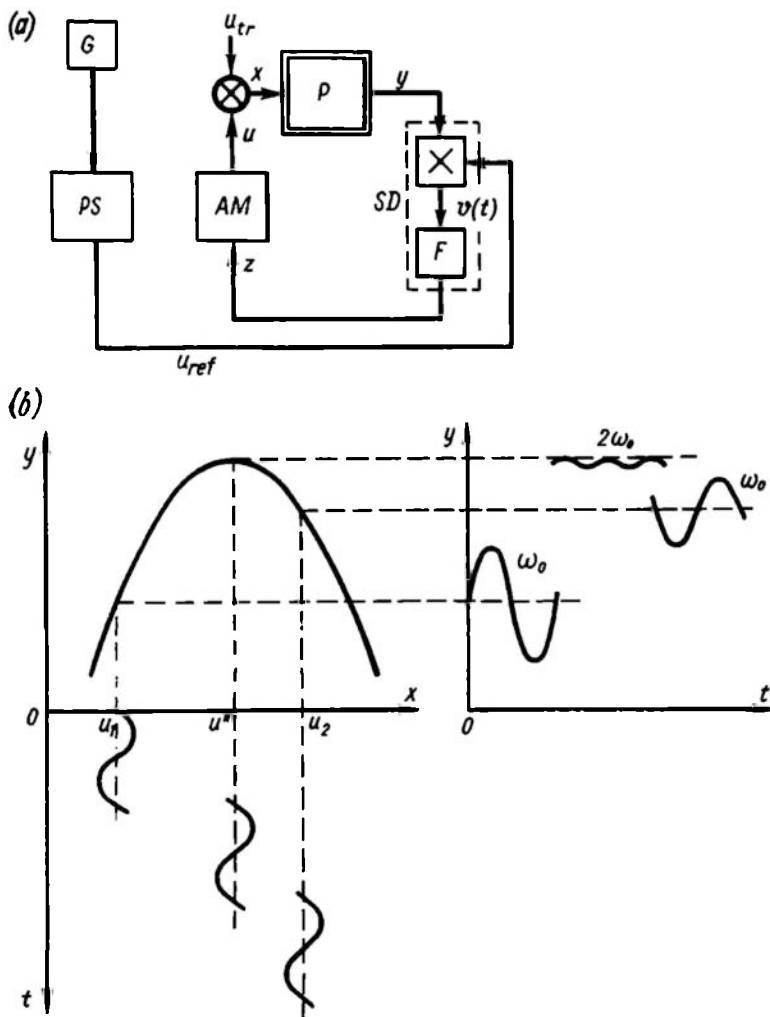 (a)
G
u_tr
x
P
y
u
PS
AM
SD
×
v(t)
F
z
u_ref
(b)
y
y
2ω₀
ω₀
ω₀
x
t
0
u₁
u*
u₂
0
t